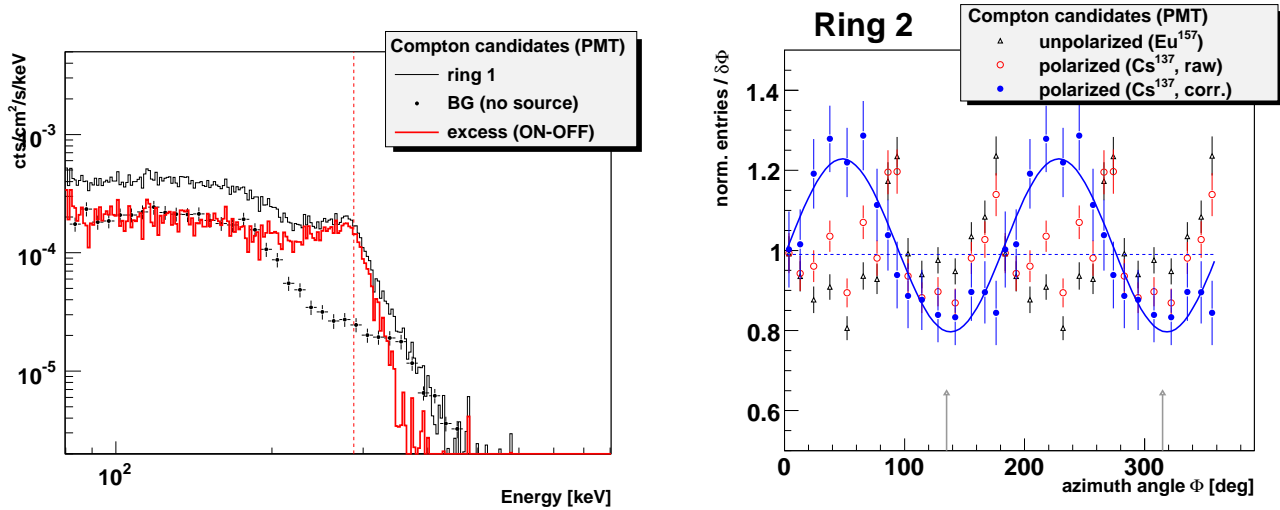 Compton candidates (PMT)
ring 1
BG (no source)
excess (ON-OFF)
cts/cm²/s/keV
10⁻³
10⁻⁴
10⁻⁵
10²
Energy [keV]
Ring 2
Compton candidates (PMT)
unpolarized (Eu¹⁵⁷)
polarized (Cs¹³⁷, raw)
polarized (Cs¹³⁷, corr.)
norm. entries / δΦ
1.4
1.2
1
0.8
0.6
0 100 200 300
azimuth angle Φ [deg]